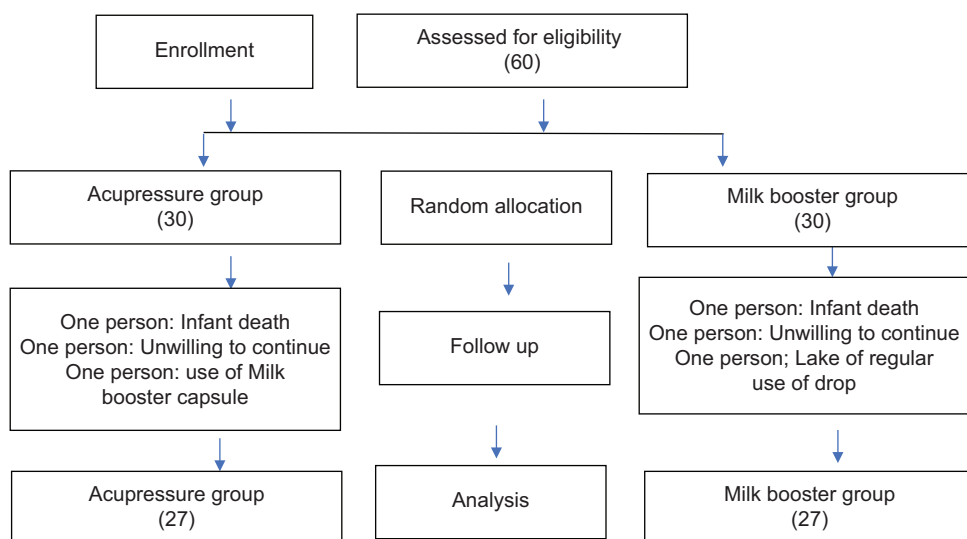 Enrollment
Assessed for eligibility
(60)
Acupressure group
(30)
Random allocation
Milk booster group
(30)
One person: Infant death
One person: Unwilling to continue
One person: use of Milk
booster capsule
Follow up
One person: Infant death
One person: Unwilling to continue
One person; Lake of regular
use of drop
Acupressure group
(27)
Analysis
Milk booster group
(27)